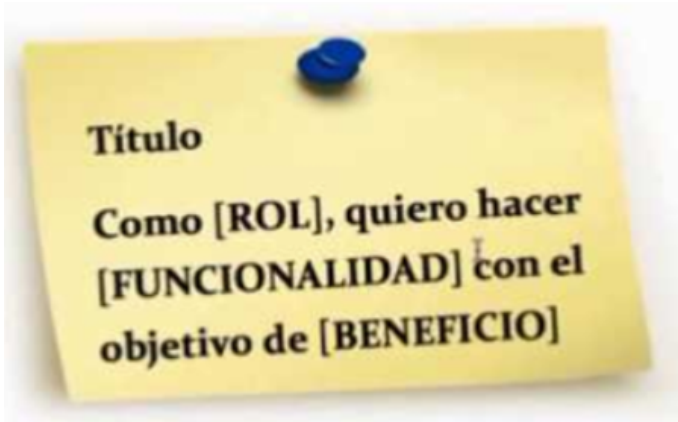 Título
Como [ROL], quiero hacer
[FUNCIONALIDAD] con el
objetivo de [BENEFICIO]